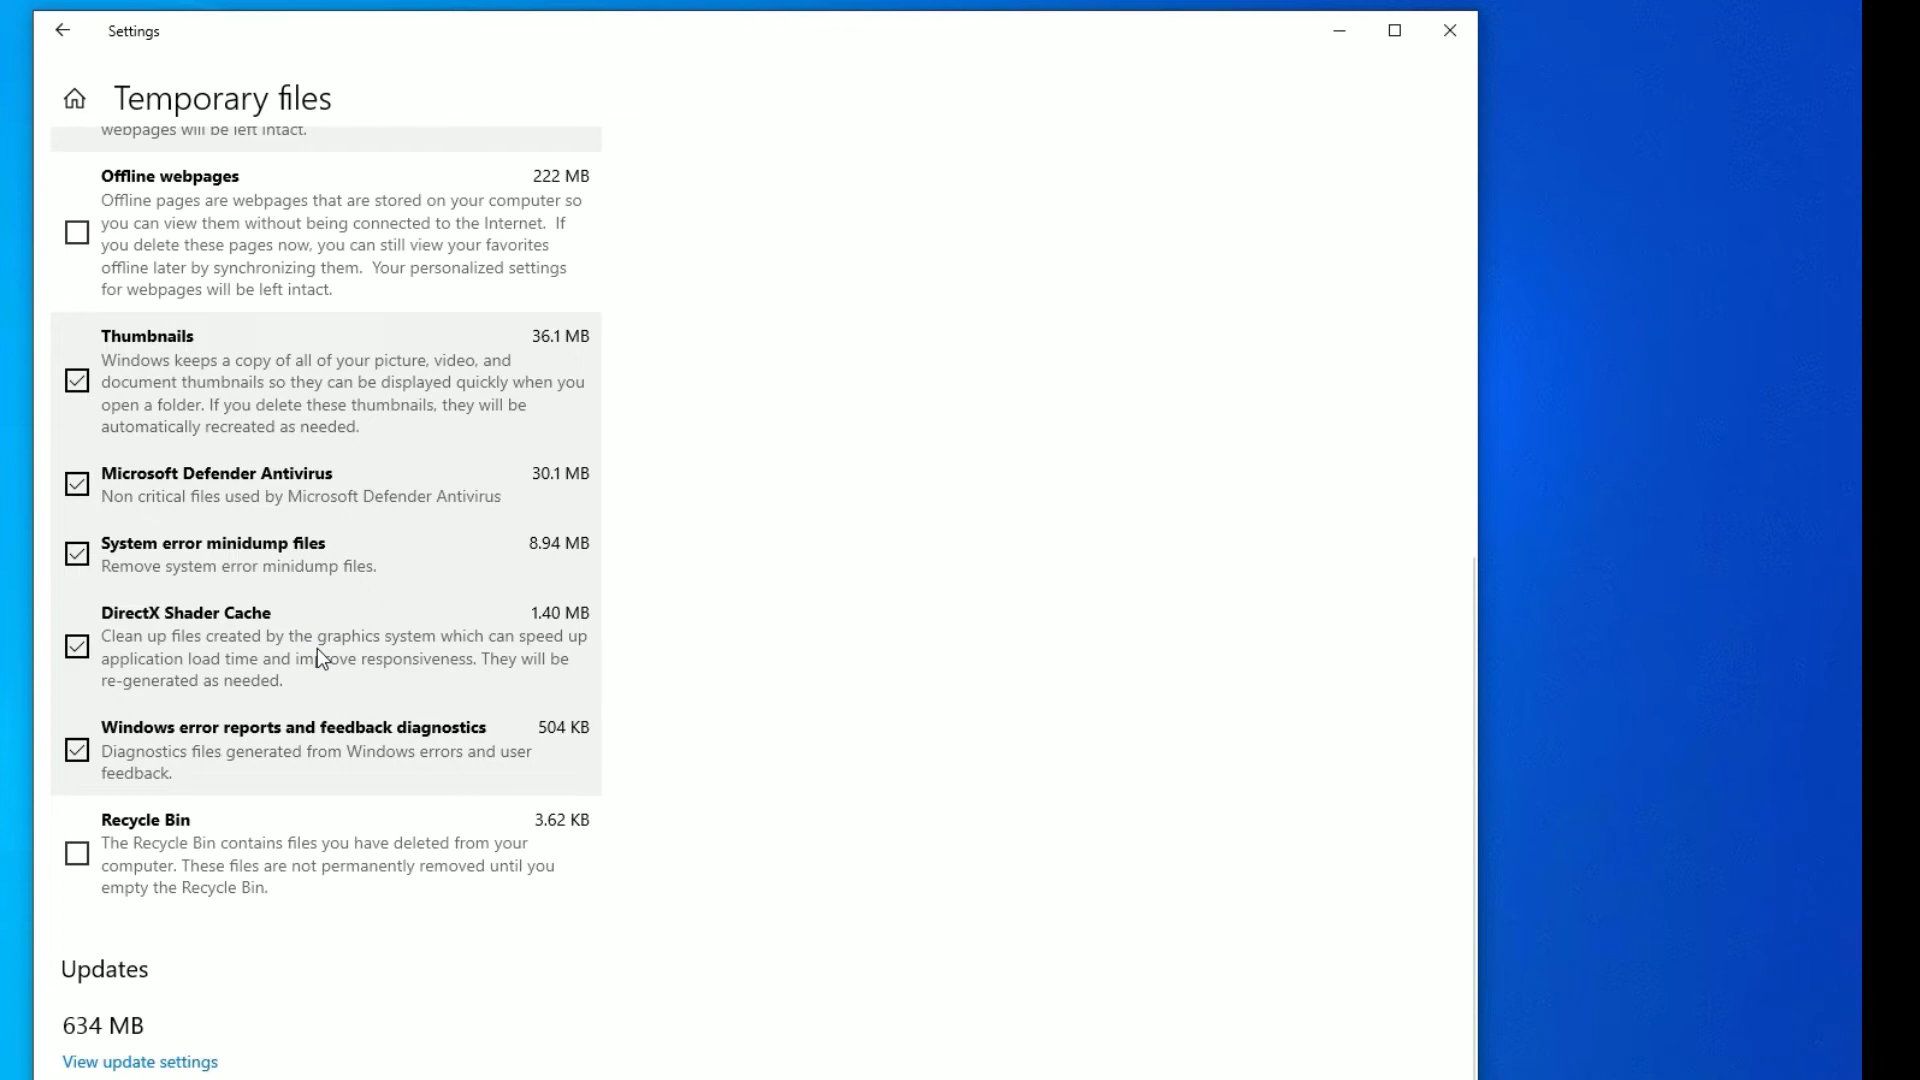 Settings
Temporary files
webpages will be left intact.
Offline webpages 222 MB
Offline pages are webpages that are stored on your computer so
you can view them without being connected to the Internet.  If
you delete these pages now, you can still view your favorites
offline later by synchronizing them.  Your personalized settings
for webpages will be left intact.
Thumbnails 36.1 MB
Windows keeps a copy of all of your picture, video, and
document thumbnails so they can be displayed quickly when you
open a folder. If you delete these thumbnails, they will be
automatically recreated as needed.
Microsoft Defender Antivirus 30.1 MB
Non critical files used by Microsoft Defender Antivirus
System error minidump files 8.94 MB
Remove system error minidump files.
DirectX Shader Cache 1.40 MB
Clean up files created by the graphics system which can speed up
application load time and improve responsiveness. They will be
re-generated as needed.
Windows error reports and feedback diagnostics 504 KB
Diagnostics files generated from Windows errors and user
feedback.
Recycle Bin 3.62 KB
The Recycle Bin contains files you have deleted from your
computer. These files are not permanently removed until you
empty the Recycle Bin.
Updates
634 MB
View update settings